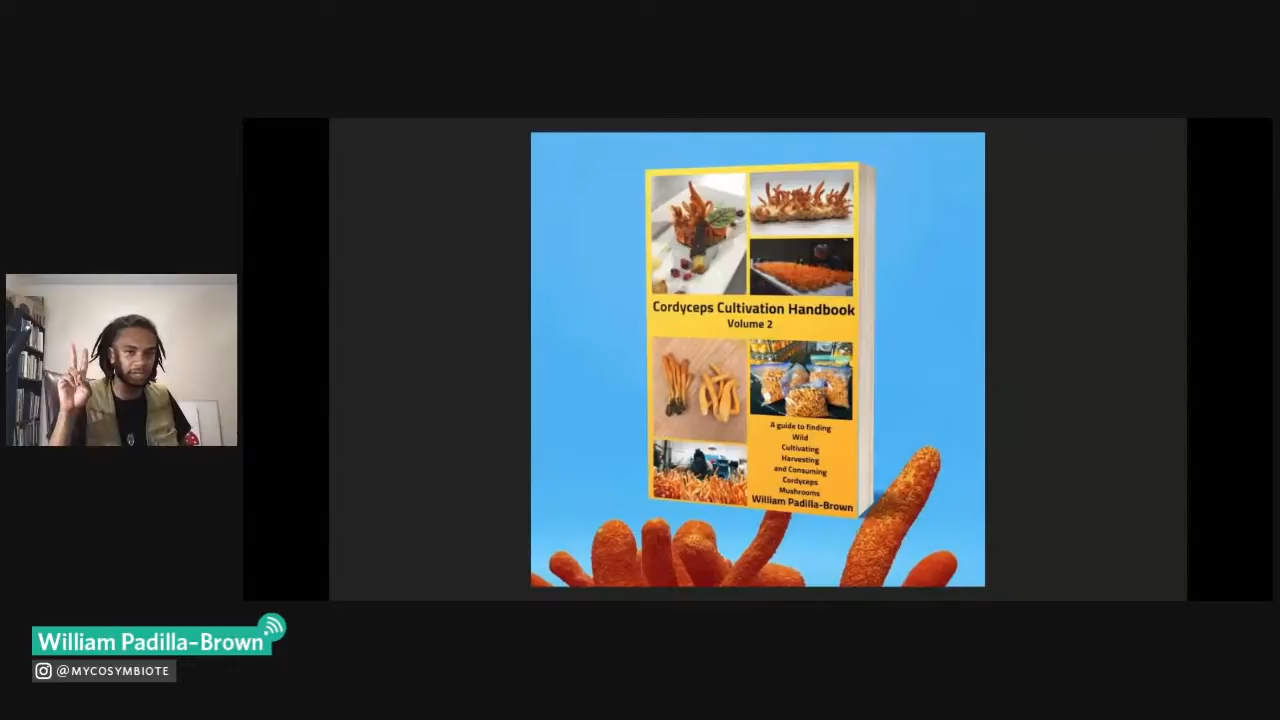 Cordyceps Cultivation Handbook
Volume 2
A guide to finding
Wild
Cultivating
Harvesting
and Consuming
Cordyceps
Mushrooms
William Padilla-Brown
William Padilla-Brown
@MYCOSYMBIOTE